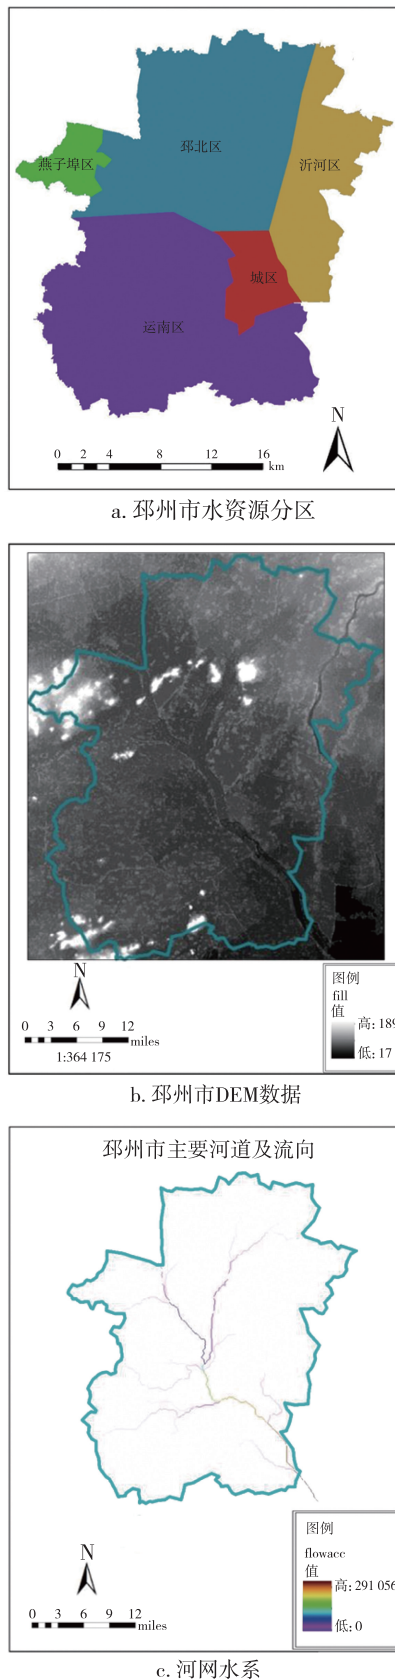 邳北区
燕子埠区
沂河区
城区
运南区
N
0 2 4 8 12 16
km
a. 邳州市水资源分区
N
0 3 6 9 12
miles
1:364 175
图例
fill
值
高: 189
低: 17
b. 邳州市DEM数据
邳州市主要河道及流向
N
0 3 6 9 12
miles
图例
flowacc
值
高: 291 056
低: 0
c. 河网水系